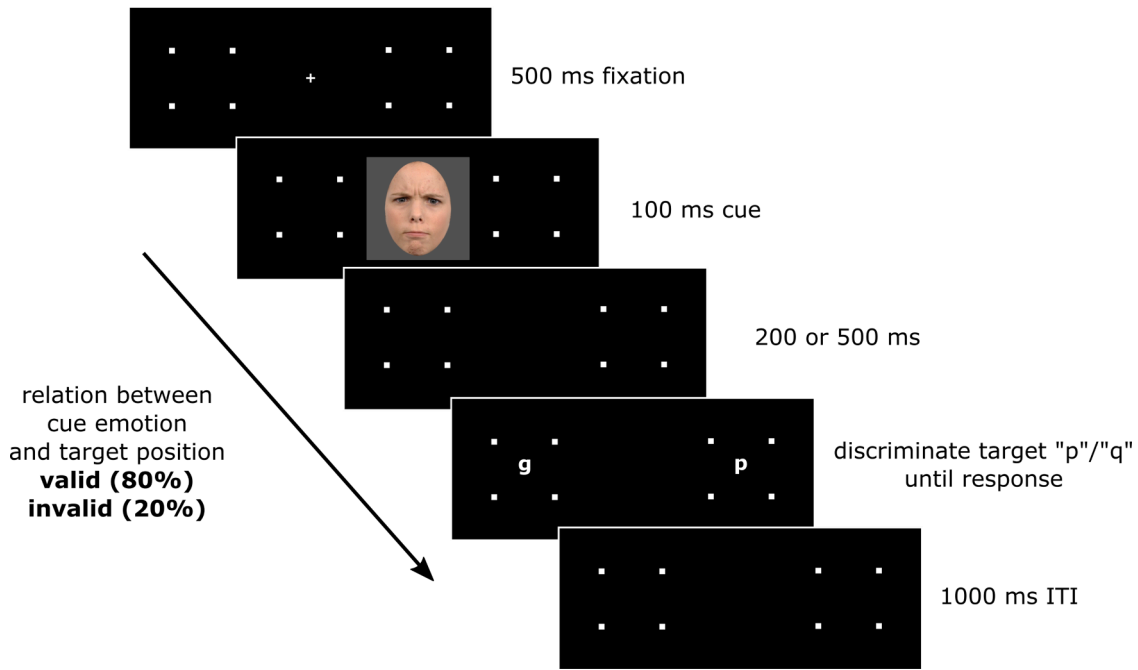 500 ms fixation
100 ms cue
200 or 500 ms
relation between
cue emotion
and target position
valid (80%)
invalid (20%)
g
p
discriminate target "p"/"q"
until response
1000 ms ITI